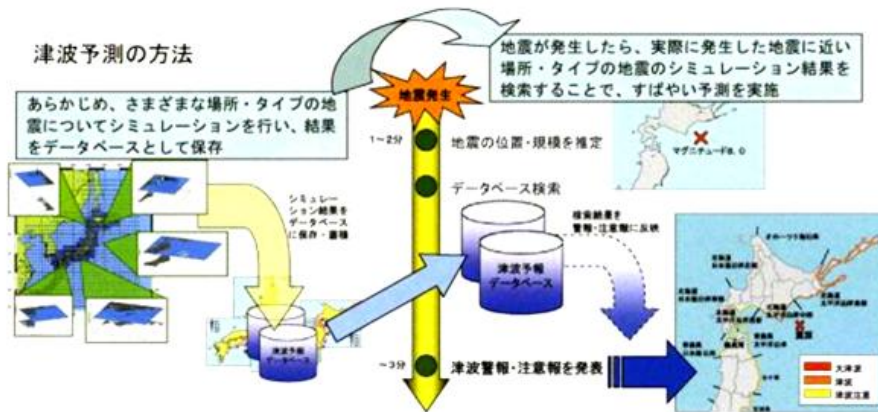 津波予測の方法
あらかじめ、さまざまな場所・タイプの地
震についてシミュレーションを行い、結果
をデータベースとして保存
地震が発生したら、実際に発生した地震に近い
場所・タイプの地震のシミュレーション結果を
検索することで、すばやい予測を実施
地震発生
1～2分
地震の位置・規模を推定
マグニチュード8.0
データベース検索
シミュレー
ション結果を
データベース
に保存・蓄積
検索結果を
警報・注意報に反映
津波予報
データベース
津波予報
データベース
～3分
津波警報・注意報を発表
オホーツク海沿岸
震源
大津波
津波
津波注意